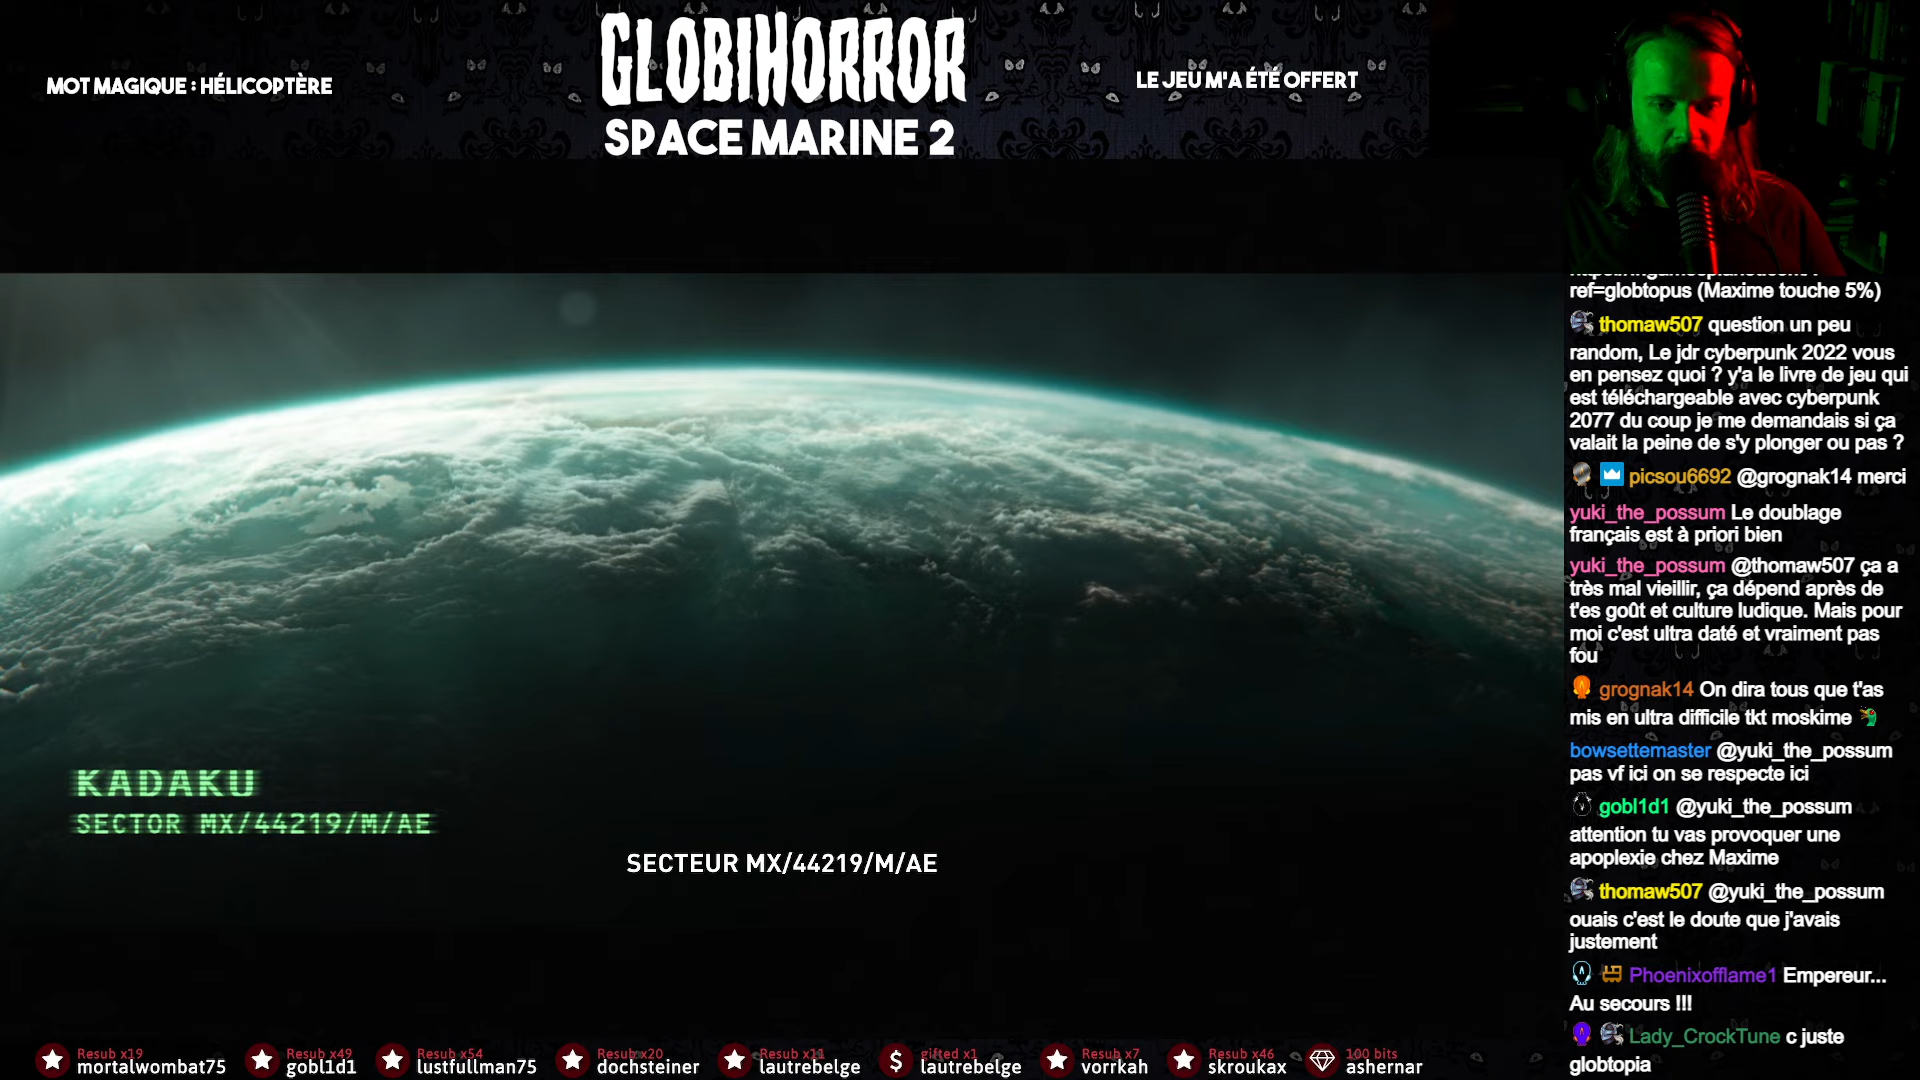 MOT MAGIQUE : HÉLICOPTÈRE
GLOBIHORROR
SPACE MARINE 2
LE JEU M'A ÉTÉ OFFERT
ref=globtopus (Maxime touche 5%)
thomaw507 question un peu
random, Le jdr cyberpunk 2022 vous
en pensez quoi ? y'a le livre de jeu qui
est téléchargeable avec cyberpunk
2077 du coup je me demandais si ça
valait la peine de s'y plonger ou pas ?
picsou6692 @grognak14 merci
yuki_the_possum Le doublage
français est à priori bien
yuki_the_possum @thomaw507 ça a
très mal vieillir, ça dépend après de
t'es goût et culture ludique. Mais pour
moi c'est ultra daté et vraiment pas
fou
grognak14 On dira tous que t'as
mis en ultra difficile tkt moskime
bowsettemaster @yuki_the_possum
pas vf ici on se respecte ici
gobl1d1 @yuki_the_possum
attention tu vas provoquer une
apoplexie chez Maxime
thomaw507 @yuki_the_possum
ouais c'est le doute que j'avais
justement
Phoenixofflame1 Empereur...
Au secours !!!
Lady_CrockTune c juste
globtopia
KADAKU
SECTOR MX/44219/M/AE
SECTEUR MX/44219/M/AE
Resub x19
mortalwombat75
Resub x49
gobl1d1
Resub x54
lustfullman75
Resub x20
dochsteiner
Resub x11
lautrebelge
gifted x1
lautrebelge
Resub x7
vorrkah
Resub x46
skroukax
100 bits
ashernar